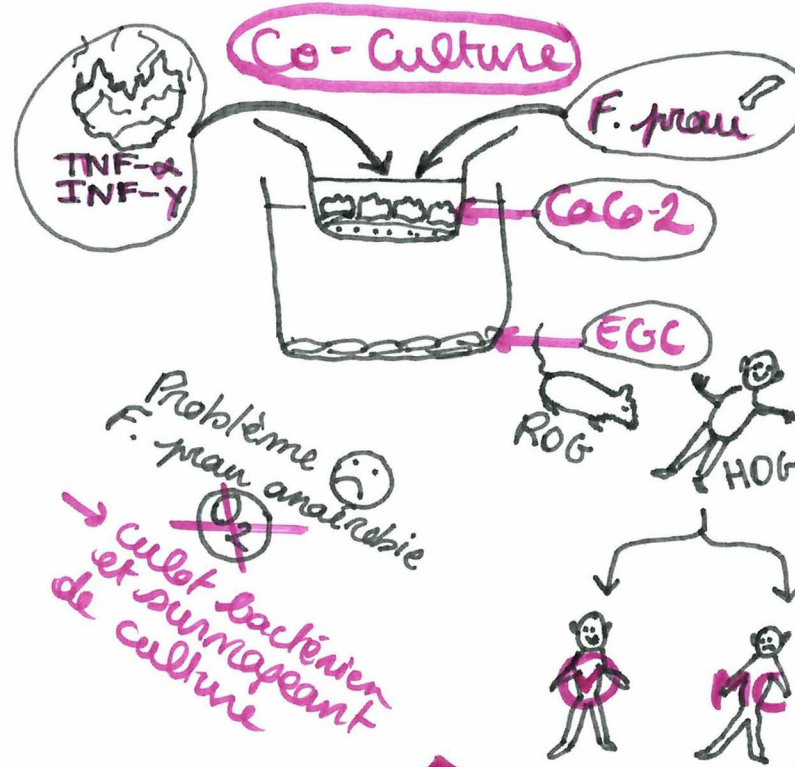 Co-Culture
TNF-α
INF-γ
F. prau
CaCo-2
EGC
ROG
HOG
Problème
F. prau anaérobie
O2
→ culot bactérien
et surnageant
de culture
MC